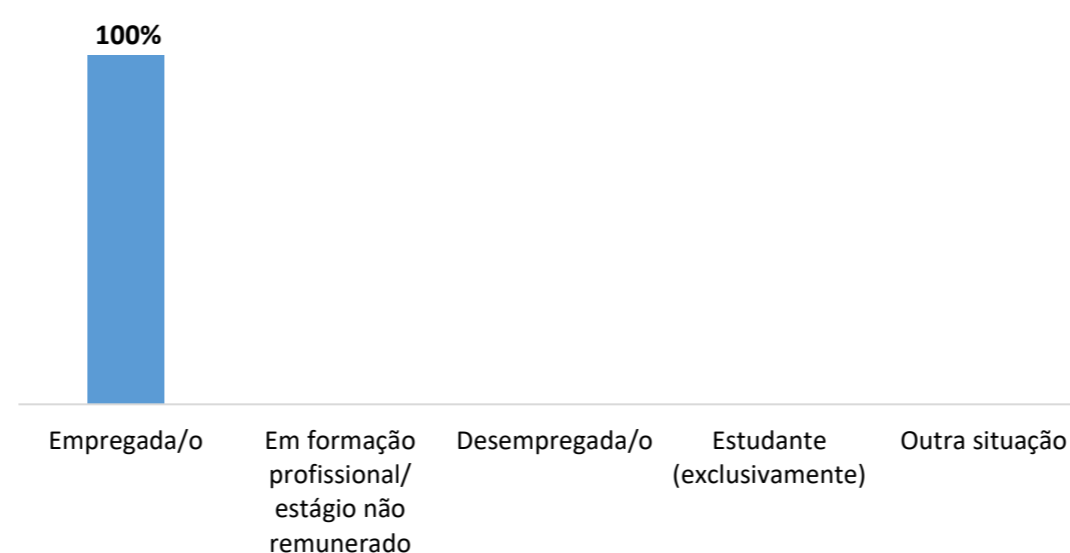 100%
Empregada/o
Em formação
profissional/
estágio não
remunerado
Desempregada/o
Estudante
(exclusivamente)
Outra situação